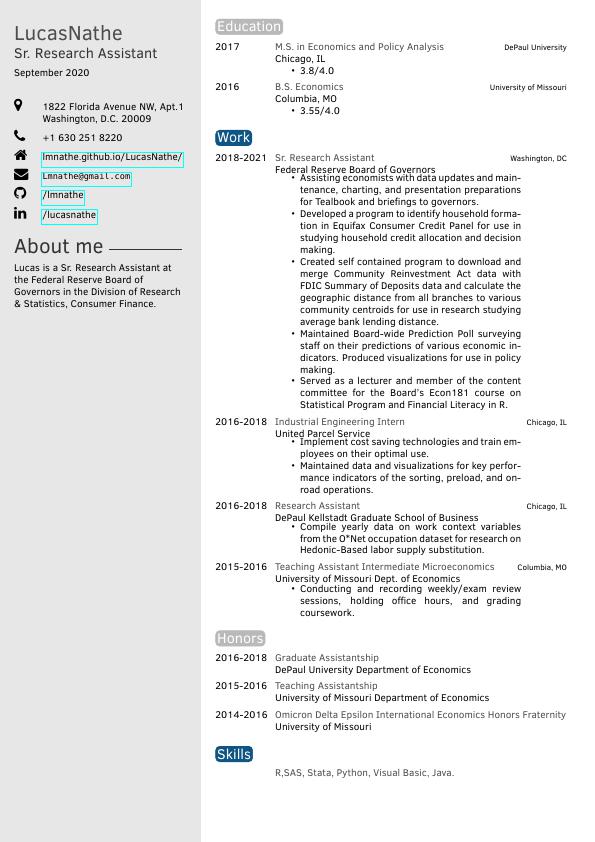 LucasNathe
Sr. Research Assistant
September 2020
1822 Florida Avenue NW, Apt.1
Washington, D.C. 20009
+1 630 251 8220
lmnathe.github.io/LucasNathe/
Lmnathe@gmail.com
/lmnathe
/lucasnathe
About me
Lucas is a Sr. Research Assistant at
the Federal Reserve Board of
Governors in the Division of Research
& Statistics, Consumer Finance.
Education
2017 M.S. in Economics and Policy Analysis DePaul University
Chicago, IL
• 3.8/4.0
2016 B.S. Economics University of Missouri
Columbia, MO
• 3.55/4.0
Work
2018-2021 Sr. Research Assistant Washington, DC
Federal Reserve Board of Governors
• Assisting economists with data updates and main-
tenance, charting, and presentation preparations
for Tealbook and briefings to governors.
• Developed a program to identify household forma-
tion in Equifax Consumer Credit Panel for use in
studying household credit allocation and decision
making.
• Created self contained program to download and
merge Community Reinvestment Act data with
FDIC Summary of Deposits data and calculate the
geographic distance from all branches to various
community centroids for use in research studying
average bank lending distance.
• Maintained Board-wide Prediction Poll surveying
staff on their predictions of various economic in-
dicators. Produced visualizations for use in policy
making.
• Served as a lecturer and member of the content
committee for the Board's Econ181 course on
Statistical Program and Financial Literacy in R.
2016-2018 Industrial Engineering Intern Chicago, IL
United Parcel Service
• Implement cost saving technologies and train em-
ployees on their optimal use.
• Maintained data and visualizations for key perfor-
mance indicators of the sorting, preload, and on-
road operations.
2016-2018 Research Assistant Chicago, IL
DePaul Kellstadt Graduate School of Business
• Compile yearly data on work context variables
from the O*Net occupation dataset for research on
Hedonic-Based labor supply substitution.
2015-2016 Teaching Assistant Intermediate Microeconomics Columbia, MO
University of Missouri Dept. of Economics
• Conducting and recording weekly/exam review
sessions, holding office hours, and grading
coursework.
Honors
2016-2018 Graduate Assistantship
DePaul University Department of Economics
2015-2016 Teaching Assistantship
University of Missouri Department of Economics
2014-2016 Omicron Delta Epsilon International Economics Honors Fraternity
University of Missouri
Skills
R,SAS, Stata, Python, Visual Basic, Java.